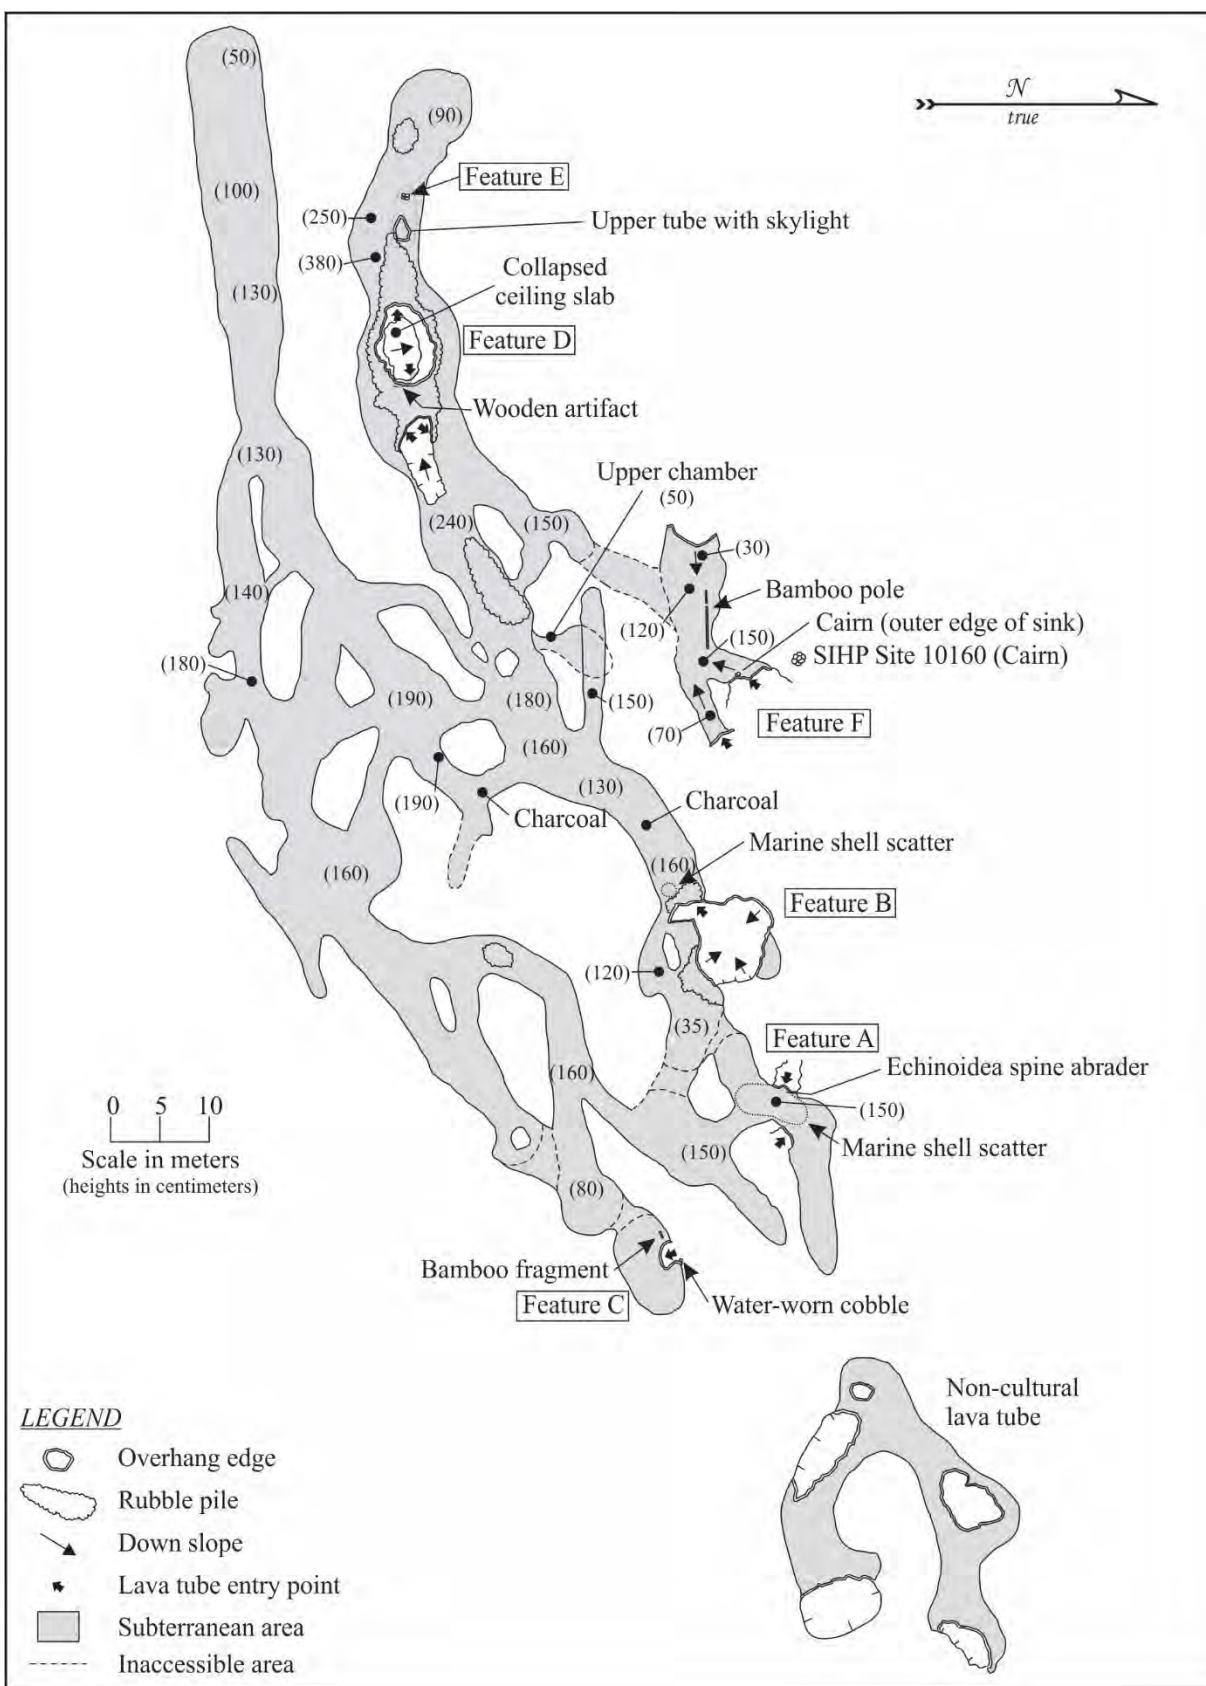 (50)
N
true
(90)
Feature E
(100)
(250)
Upper tube with skylight
(380)
Collapsed
ceiling slab
(130)
Feature D
Wooden artifact
(130)
Upper chamber
(50)
(240)
(150)
(30)
Bamboo pole
(140)
(120)
(150)
Cairn (outer edge of sink)
SIHP Site 10160 (Cairn)
(180)
(190)
(180)
(150)
(70)
Feature F
(160)
(130)
(190)
Charcoal
Charcoal
Marine shell scatter
(160)
(160)
Feature B
(120)
(35)
Feature A
Echinoidea spine abrader
(160)
(150)
0 5 10
Scale in meters
(heights in centimeters)
(150)
Marine shell scatter
(80)
Bamboo fragment
Feature C
Water-worn cobble
Non-cultural
lava tube
LEGEND
Overhang edge
Rubble pile
Down slope
Lava tube entry point
Subterranean area
Inaccessible area